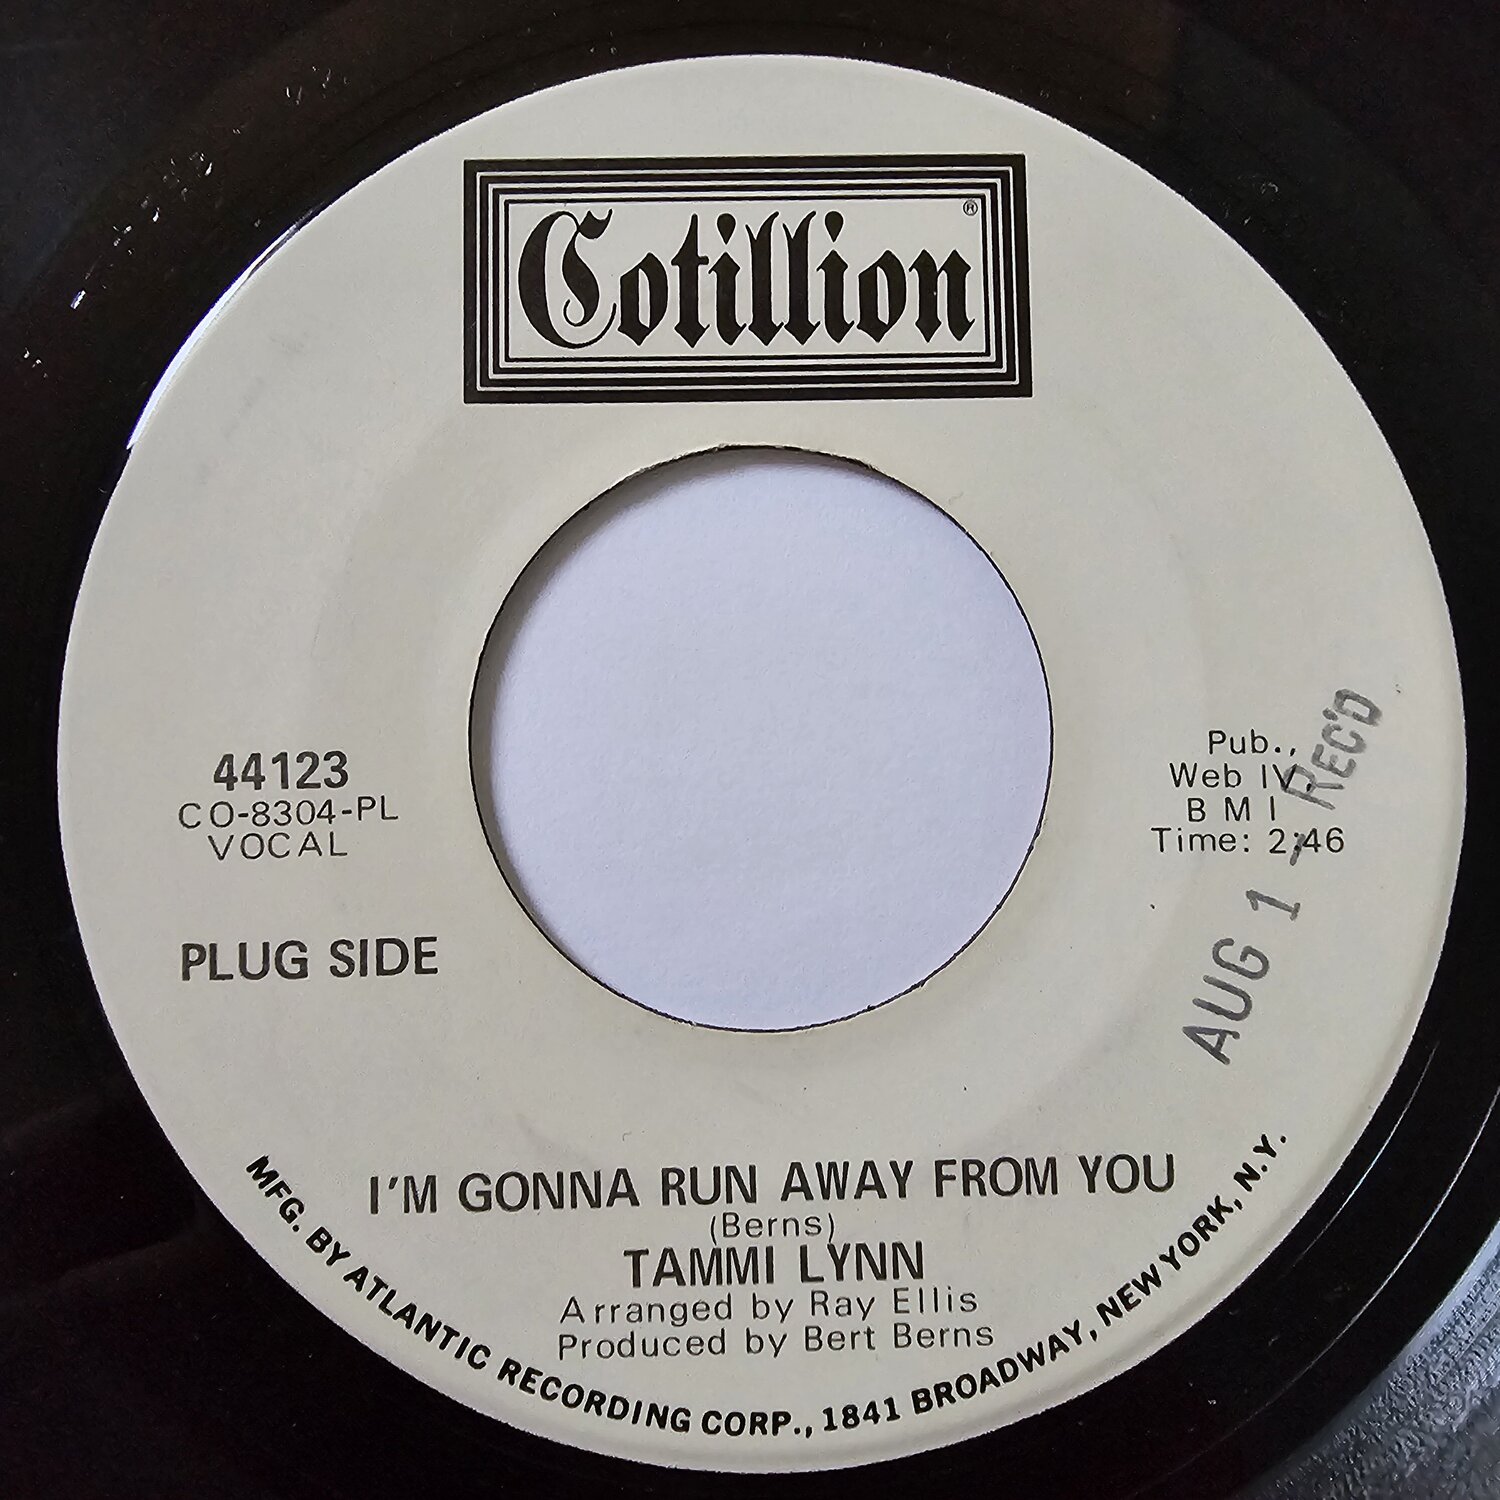 Cotillion ®
44123
CO-8304-PL
VOCAL
PLUG SIDE
Pub.,
Web IV,
B M I
Time: 2:46
AUG 1 - REC'D
I'M GONNA RUN AWAY FROM YOU
(Berns)
TAMMI LYNN
Arranged by Ray Ellis
Produced by Bert Berns
MFG. BY ATLANTIC RECORDING CORP., 1841 BROADWAY, NEW YORK, N.Y.